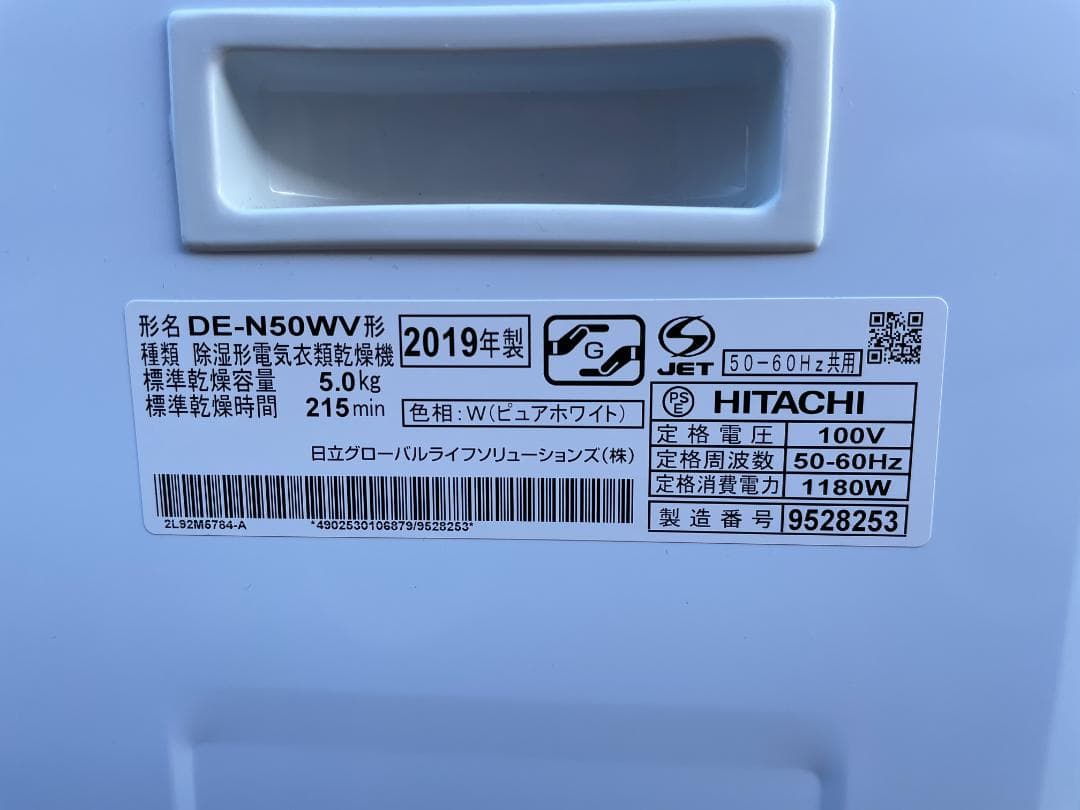 形名 DE-N50WV形
種類 除湿形電気衣類乾燥機
標準乾燥容量 5.0kg
標準乾燥時間 215min
2019年製
色相:W(ピュアホワイト)
G
JET
50-60Hz共用
日立グローバルライフソリューションズ(株)
2L92M5784-A
*4902530106879/9528253*
PSE HITACHI
定格電圧 100V
定格周波数 50-60Hz
定格消費電力 1180W
製造番号 9528253